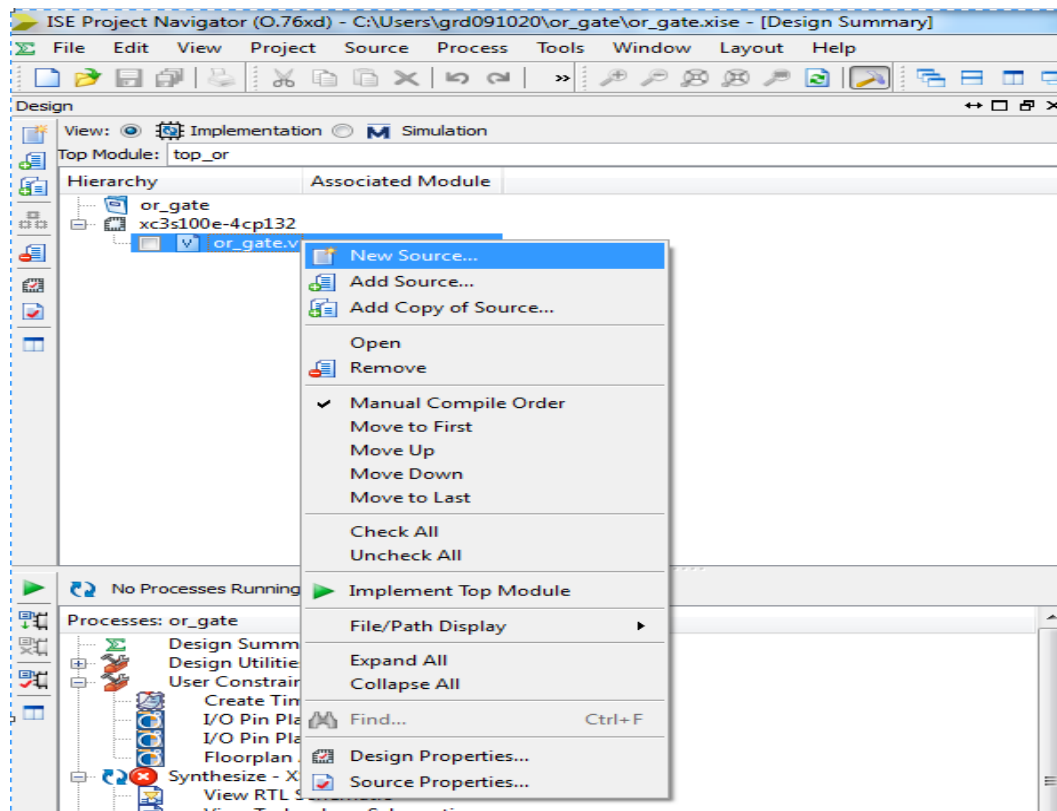 ISE Project Navigator (O.76xd) - C:\Users\grd091020\or_gate\or_gate.xise - [Design Summary]
File Edit View Project Source Process Tools Window Layout Help
Design
View: Implementation Simulation
Top Module: top_or
Hierarchy Associated Module
or_gate
xc3s100e-4cp132
or_gate.v
New Source...
Add Source...
Add Copy of Source...
Open
Remove
Manual Compile Order
Move to First
Move Up
Move Down
Move to Last
Check All
Uncheck All
Implement Top Module
File/Path Display
Expand All
Collapse All
Find... Ctrl+F
Design Properties...
Source Properties...
No Processes Running
Processes: or_gate
Design Summ
Design Utilitie
User Constrain
Create Tim
I/O Pin Pla
I/O Pin Pla
Floorplan
Synthesize - X
View RTL